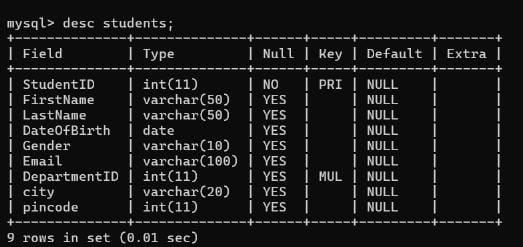 mysql> desc students;
+--------------+--------------+------+-----+---------+-------+
| Field        | Type         | Null | Key | Default | Extra |
+--------------+--------------+------+-----+---------+-------+
| StudentID    | int(11)      | NO   | PRI | NULL    |       |
| FirstName    | varchar(50)  | YES  |     | NULL    |       |
| LastName     | varchar(50)  | YES  |     | NULL    |       |
| DateOfBirth  | date         | YES  |     | NULL    |       |
| Gender       | varchar(10)  | YES  |     | NULL    |       |
| Email        | varchar(100) | YES  |     | NULL    |       |
| DepartmentID | int(11)      | YES  | MUL | NULL    |       |
| city         | varchar(20)  | YES  |     | NULL    |       |
| pincode      | int(11)      | YES  |     | NULL    |       |
+--------------+--------------+------+-----+---------+-------+
9 rows in set (0.01 sec)